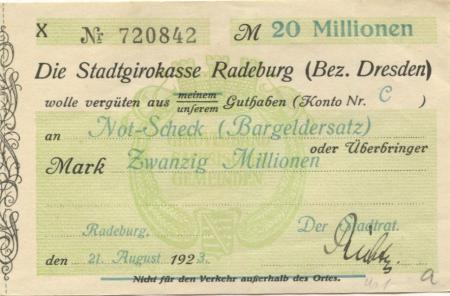 X Nr 720842 M 20 Millionen
Die Stadtgirokasse Radeburg (Bez. Dresden)
wolle vergüten aus meinem unserem Guthaben (Konto Nr. C )
an Not-Scheck (Bargeldersatz)
oder Überbringer
Mark Zwanzig Millionen
GEMEINDEN
Radeburg, Der Stadtrat.
den 21. August 1923.
Nicht für den Verkehr außerhalb des Ortes.
a